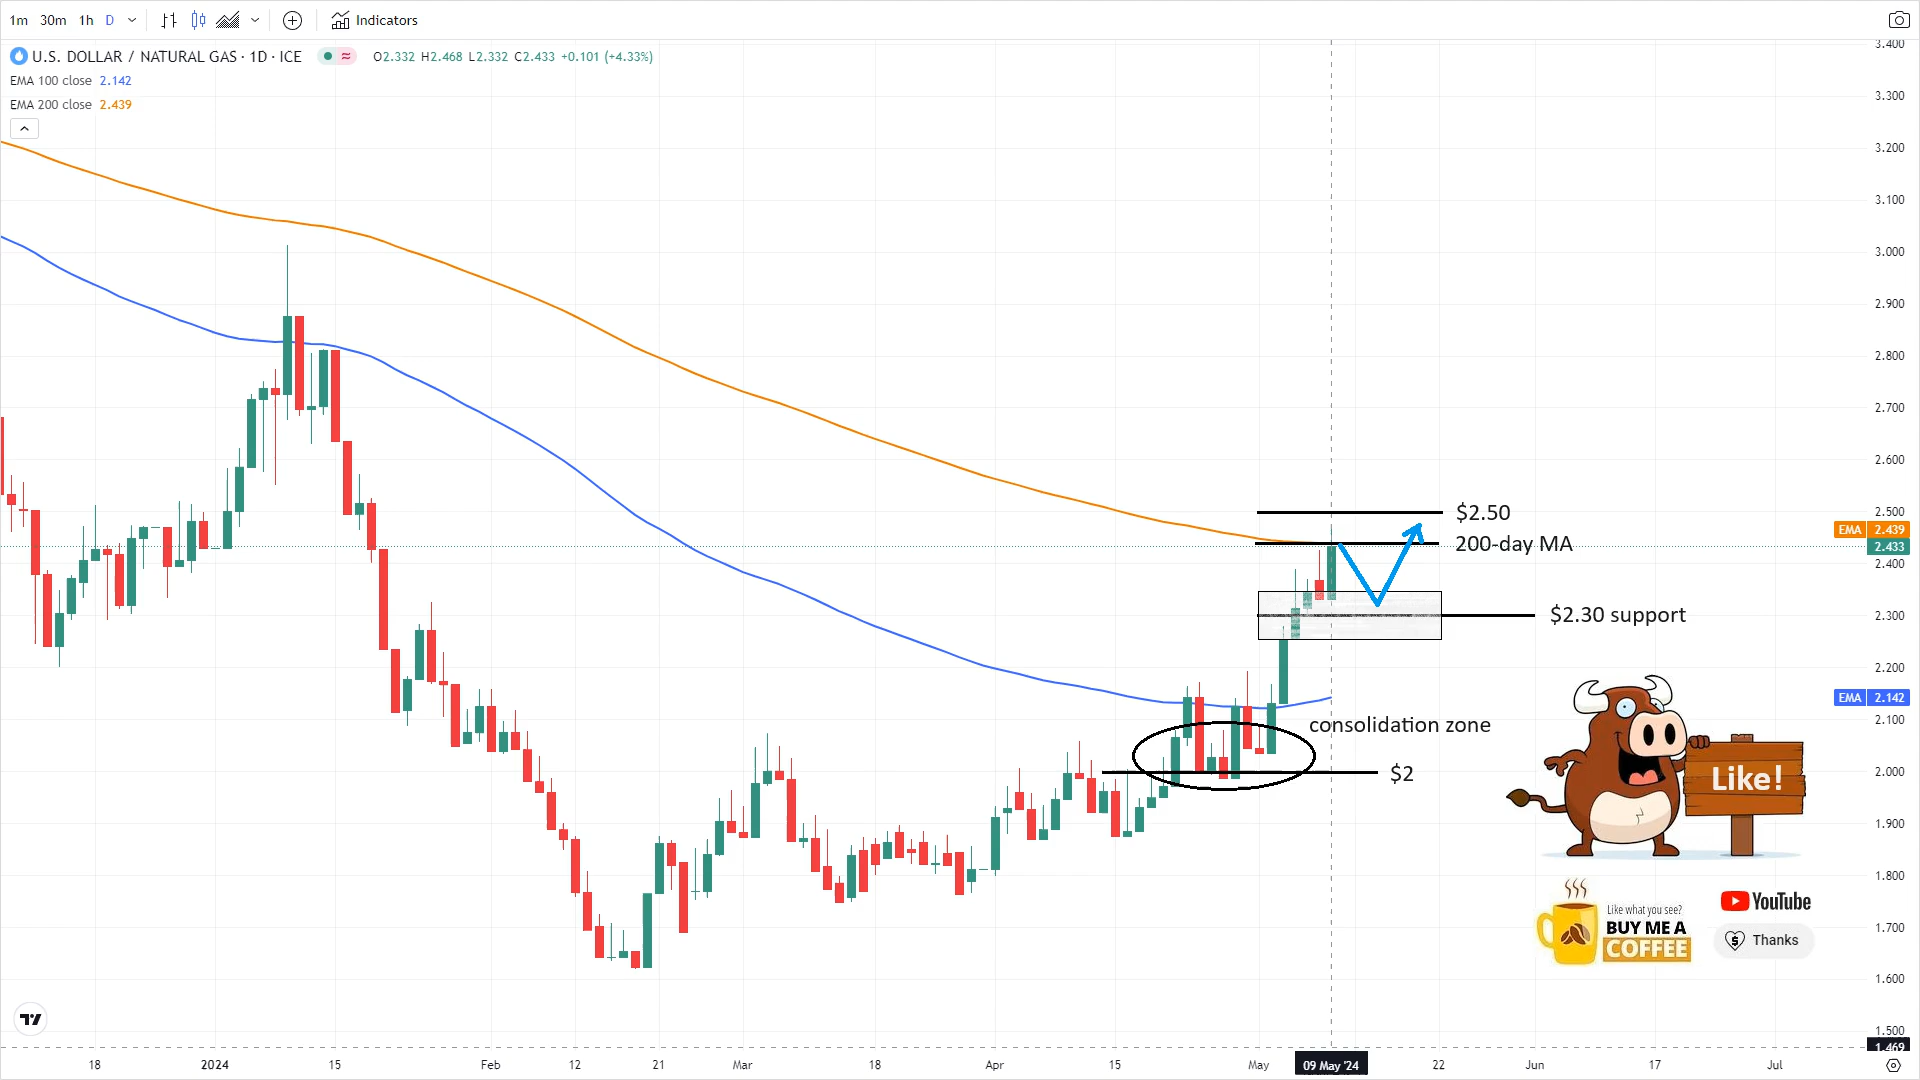 1m 30m 1h D Indicators
U.S. DOLLAR / NATURAL GAS · 1D · ICE O2.332 H2.468 L2.332 C2.433 +0.101 (+4.33%)
EMA 100 close 2.142
EMA 200 close 2.439
3.400
3.300
3.200
3.100
3.000
2.900
2.800
2.700
2.600
2.500
EMA 2.439
2.433
2.400
2.300
2.200
EMA 2.142
2.100
2.000
1.900
1.800
1.700
1.600
1.500
1.469
$2.50
200-day MA
$2.30 support
consolidation zone
$2
Like!
Like what you see?
BUY ME A
COFFEE
YouTube
$ Thanks
18 2024 15 Feb 12 21 Mar 18 Apr 15 May 09 May '24 22 Jun 17 Jul